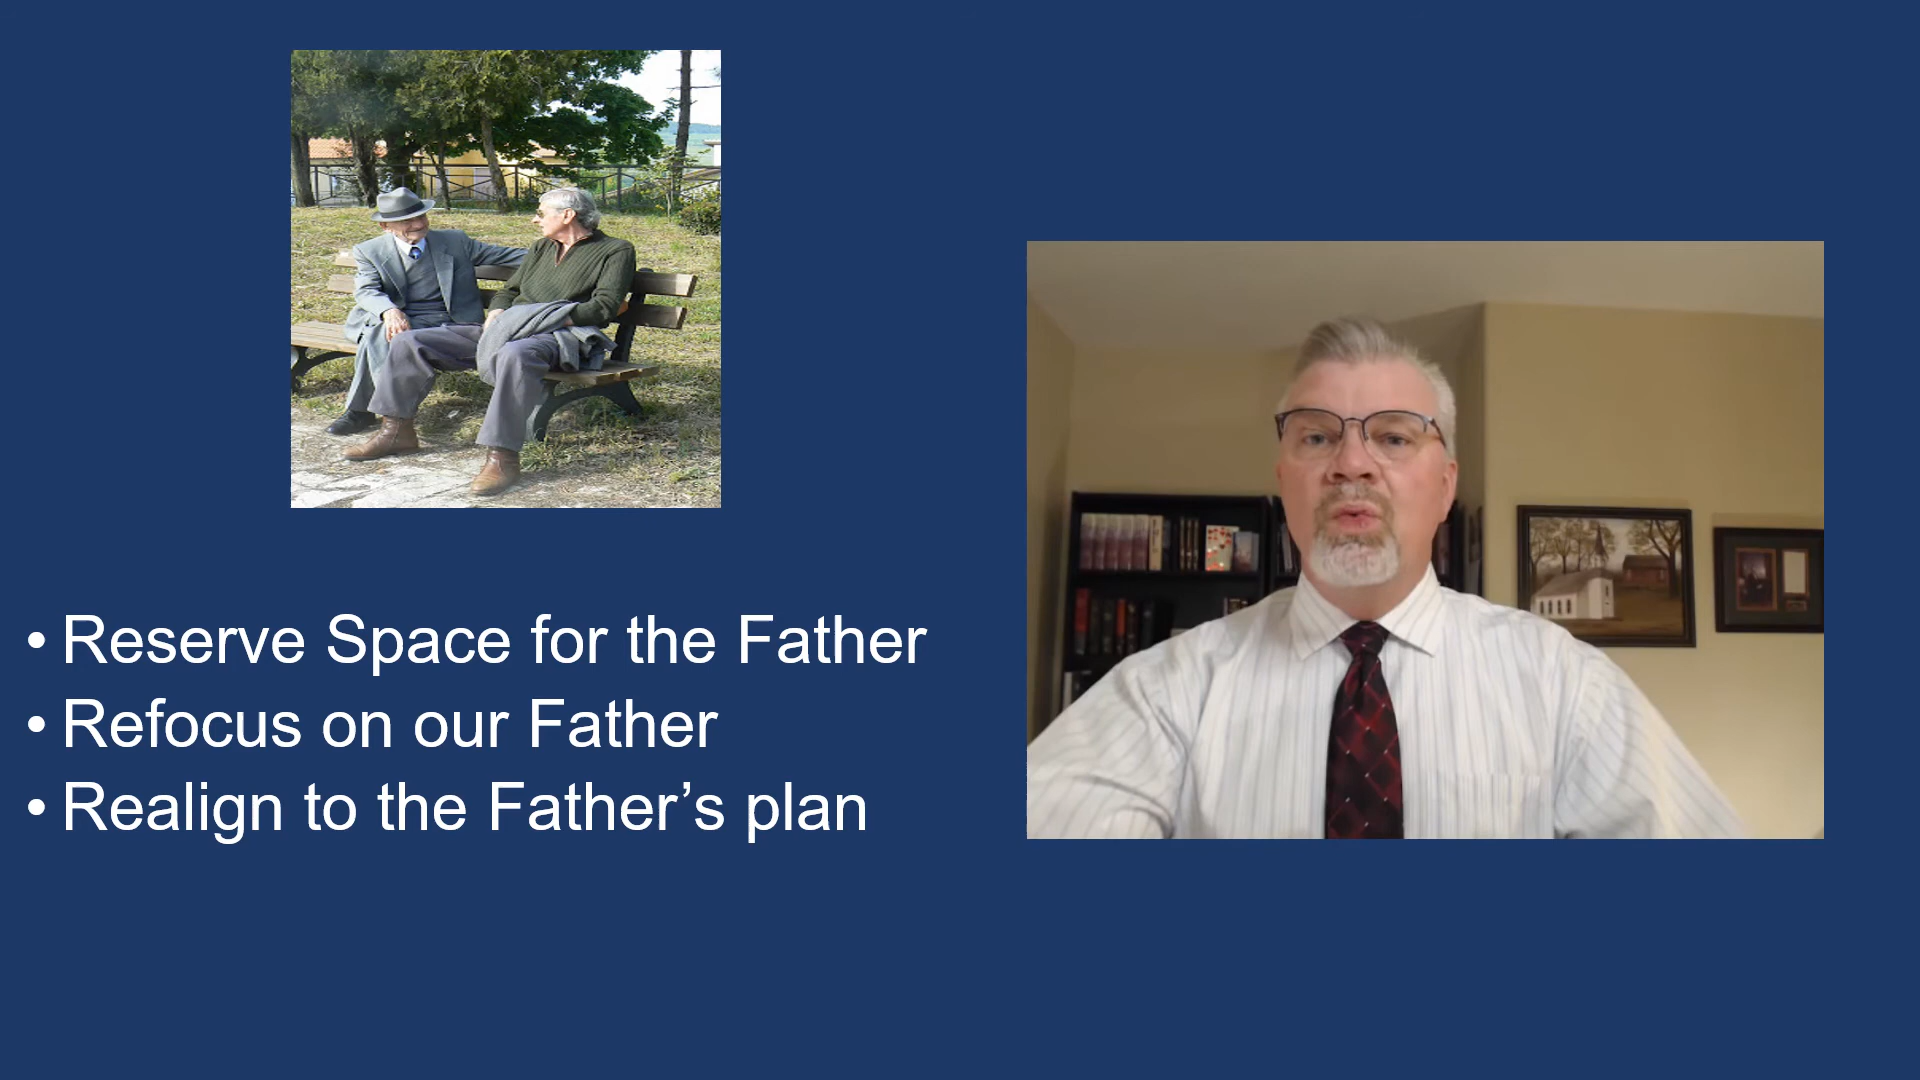 • Reserve Space for the Father
• Refocus on our Father
• Realign to the Father’s plan